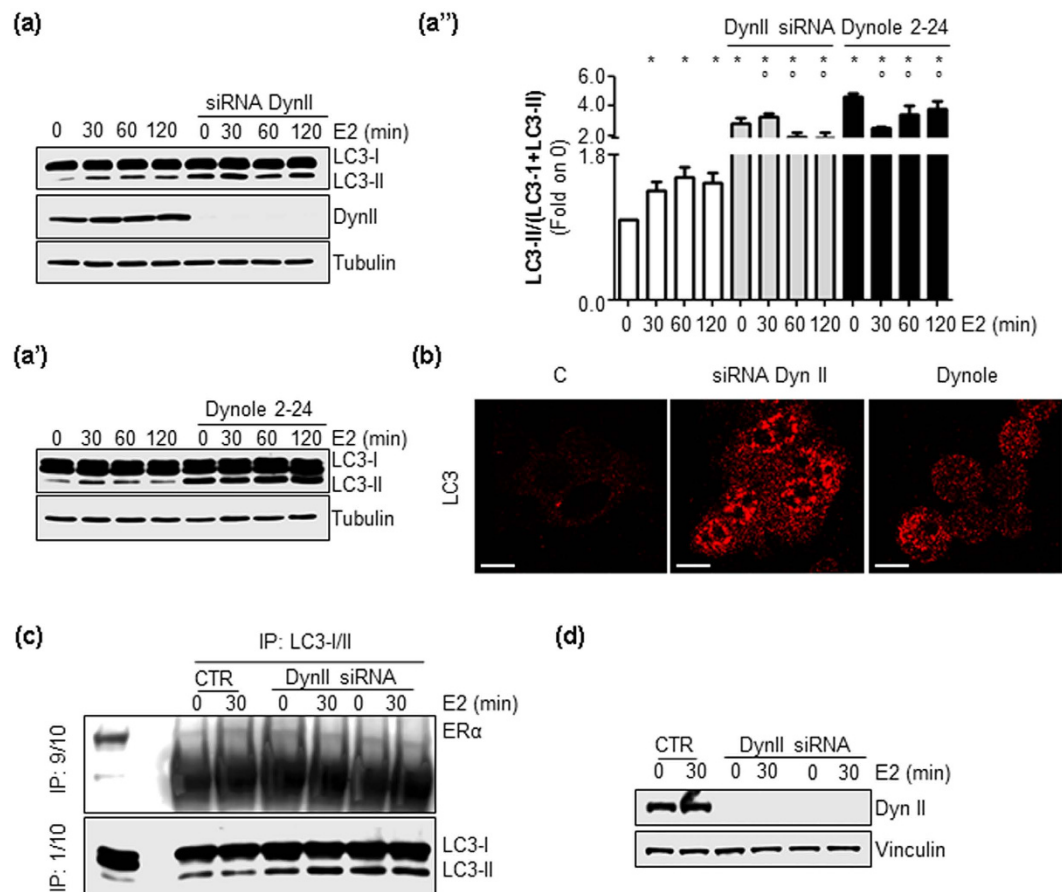 (a)
siRNA DynII
0 30 60 120 0 30 60 120 E2 (min)
LC3-I
LC3-II
DynII
Tubulin
(a'')
DynII siRNA Dynole 2-24
* * * * * * * * * * *
o o o o o o
6.0
4.0
2.0
1.8
0.0
LC3-II/(LC3-1+LC3-II)
(Fold on 0)
0 30 60 120 0 30 60 120 0 30 60 120 E2 (min)
(a')
Dynole 2-24
0 30 60 120 0 30 60 120 E2 (min)
LC3-I
LC3-II
Tubulin
(b)
C siRNA Dyn II Dynole
LC3
(c)
IP: LC3-I/II
CTR DynII siRNA
0 30 0 30 0 30 E2 (min)
IP: 9/10
ERα
IP: 1/10
LC3-I
LC3-II
(d)
CTR DynII siRNA
0 30 0 30 0 30 E2 (min)
Dyn II
Vinculin